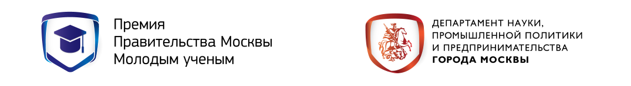 Премия
Правительства Москвы
Молодым ученым
ДЕПАРТАМЕНТ НАУКИ,
ПРОМЫШЛЕННОЙ ПОЛИТИКИ
И ПРЕДПРИНИМАТЕЛЬСТВА
ГОРОДА МОСКВЫ